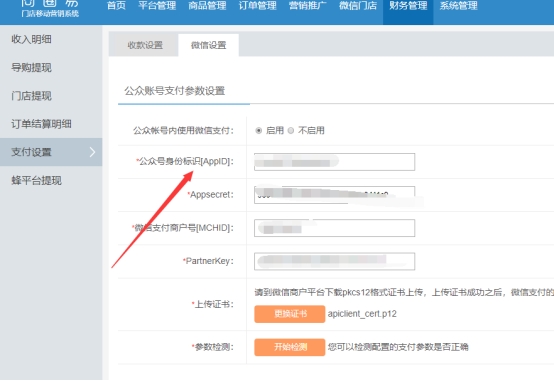 首页 平台管理 商品管理 订单管理 营销推广 微信门店 财务管理 系统管理
门店移动营销系统
收入明细
导购提现
门店提现
订单结算明细
支付设置
蜂平台提现
收款设置 微信设置
公众账号支付参数设置
公众帐号内使用微信支付: 启用 不启用
*公众号身份标识[AppID]:
*Appsecret:
*微信支付商户号[MCHID]:
*PartnerKey:
请到微信商户平台下载pkcs12格式证书上传，上传证书成功之后，微信支付的
*上传证书:
更换证书 apiclient_cert.p12
*参数检测: 开始检测 您可以检测配置的支付参数是否正确